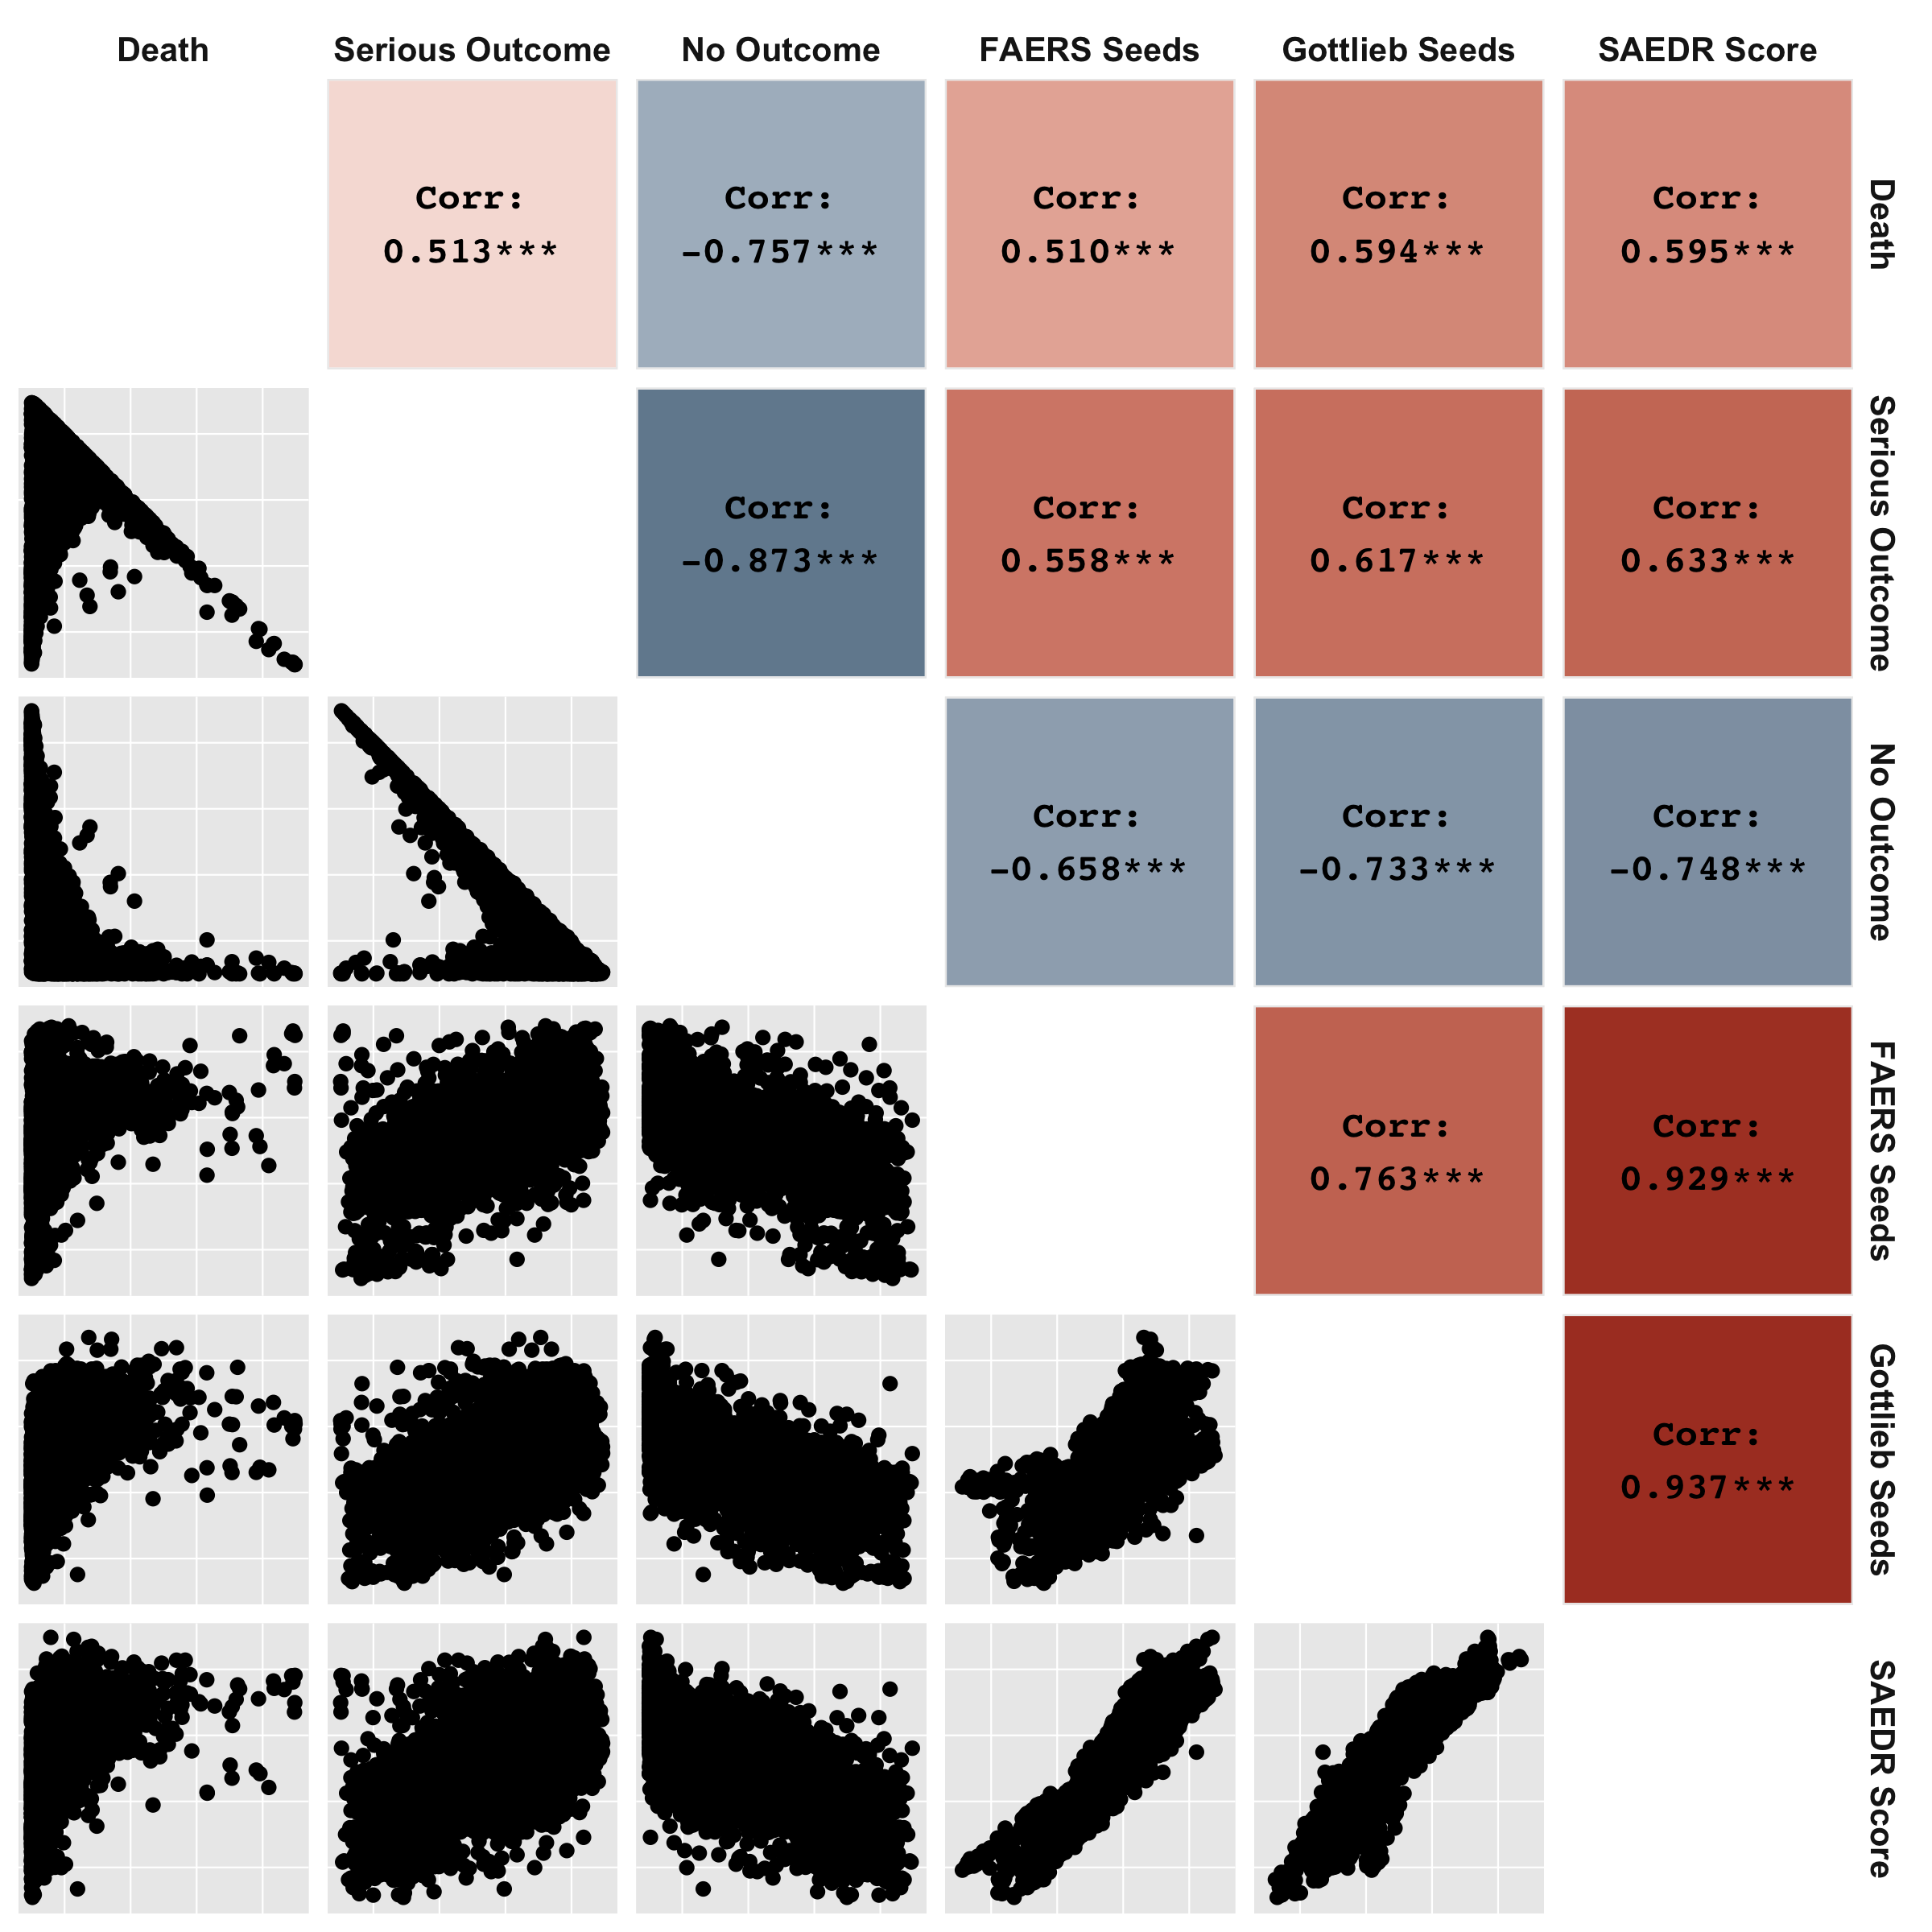 Death
Serious Outcome
No Outcome
FAERS Seeds
Gottlieb Seeds
SAEDR Score
Corr:
0.513***
Corr:
−0.757***
Corr:
0.510***
Corr:
0.594***
Corr:
0.595***
Death
Corr:
−0.873***
Corr:
0.558***
Corr:
0.617***
Corr:
0.633***
Serious Outcome
Corr:
−0.658***
Corr:
−0.733***
Corr:
−0.748***
No Outcome
Corr:
0.763***
Corr:
0.929***
FAERS Seeds
Corr:
0.937***
Gottlieb Seeds
SAEDR Score